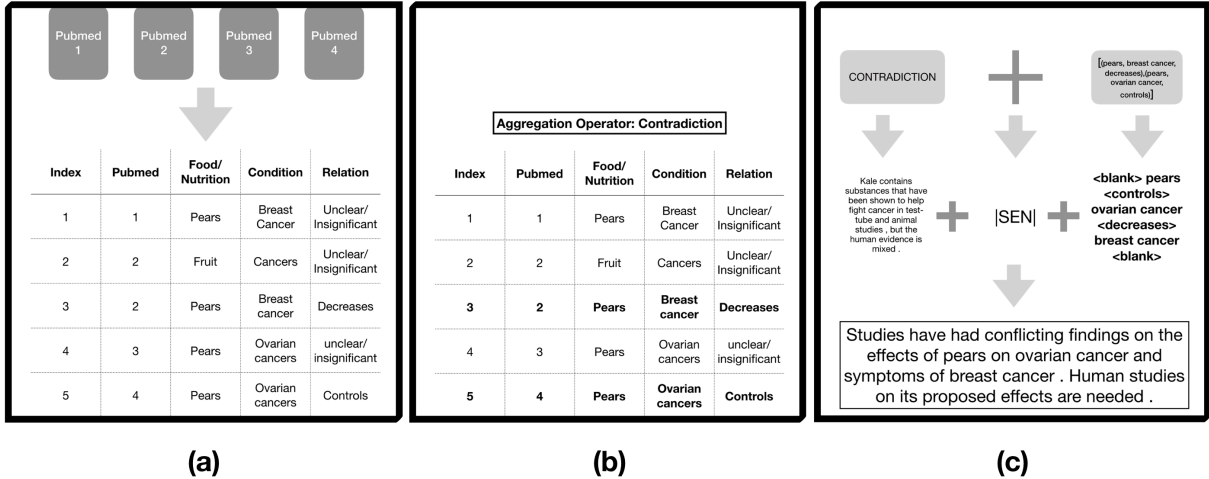 Pubmed 1
Pubmed 2
Pubmed 3
Pubmed 4
Index Pubmed Food/ Nutrition Condition Relation
1 1 Pears Breast Cancer Unclear/ Insignificant
2 2 Fruit Cancers Unclear/ Insignificant
3 2 Pears Breast cancer Decreases
4 3 Pears Ovarian cancers unclear/ insignificant
5 4 Pears Ovarian cancers Controls
(a)
Aggregation Operator: Contradiction
Index Pubmed Food/ Nutrition Condition Relation
1 1 Pears Breast Cancer Unclear/ Insignificant
2 2 Fruit Cancers Unclear/ Insignificant
3 2 Pears Breast cancer Decreases
4 3 Pears Ovarian cancers unclear/ insignificant
5 4 Pears Ovarian cancers Controls
(b)
CONTRADICTION
[(pears, breast cancer,
decreases),(pears,
ovarian cancer,
controls)]
Kale contains
substances that have
been shown to help
fight cancer in test-
tube and animal
studies , but the
human evidence is
mixed .
|SEN|
<blank> pears
<controls>
ovarian cancer
<decreases>
breast cancer
<blank>
Studies have had conflicting findings on the
effects of pears on ovarian cancer and
symptoms of breast cancer . Human studies
on its proposed effects are needed .
(c)